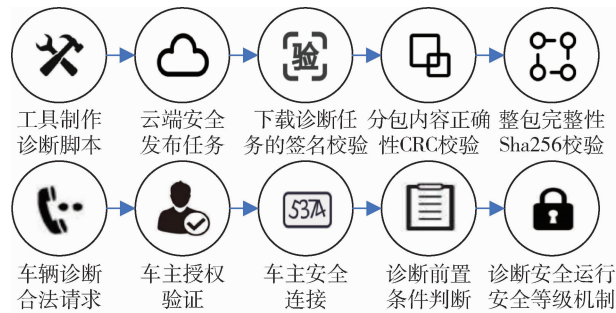 验
工具制作
诊断脚本
云端安全
发布任务
下载诊断任
务的签名校验
分包内容正确
性CRC校验
整包完整性
Sha256校验
537A
车辆诊断
合法请求
车主授权
验证
车主安全
连接
诊断前置
条件判断
诊断安全运行
安全等级机制